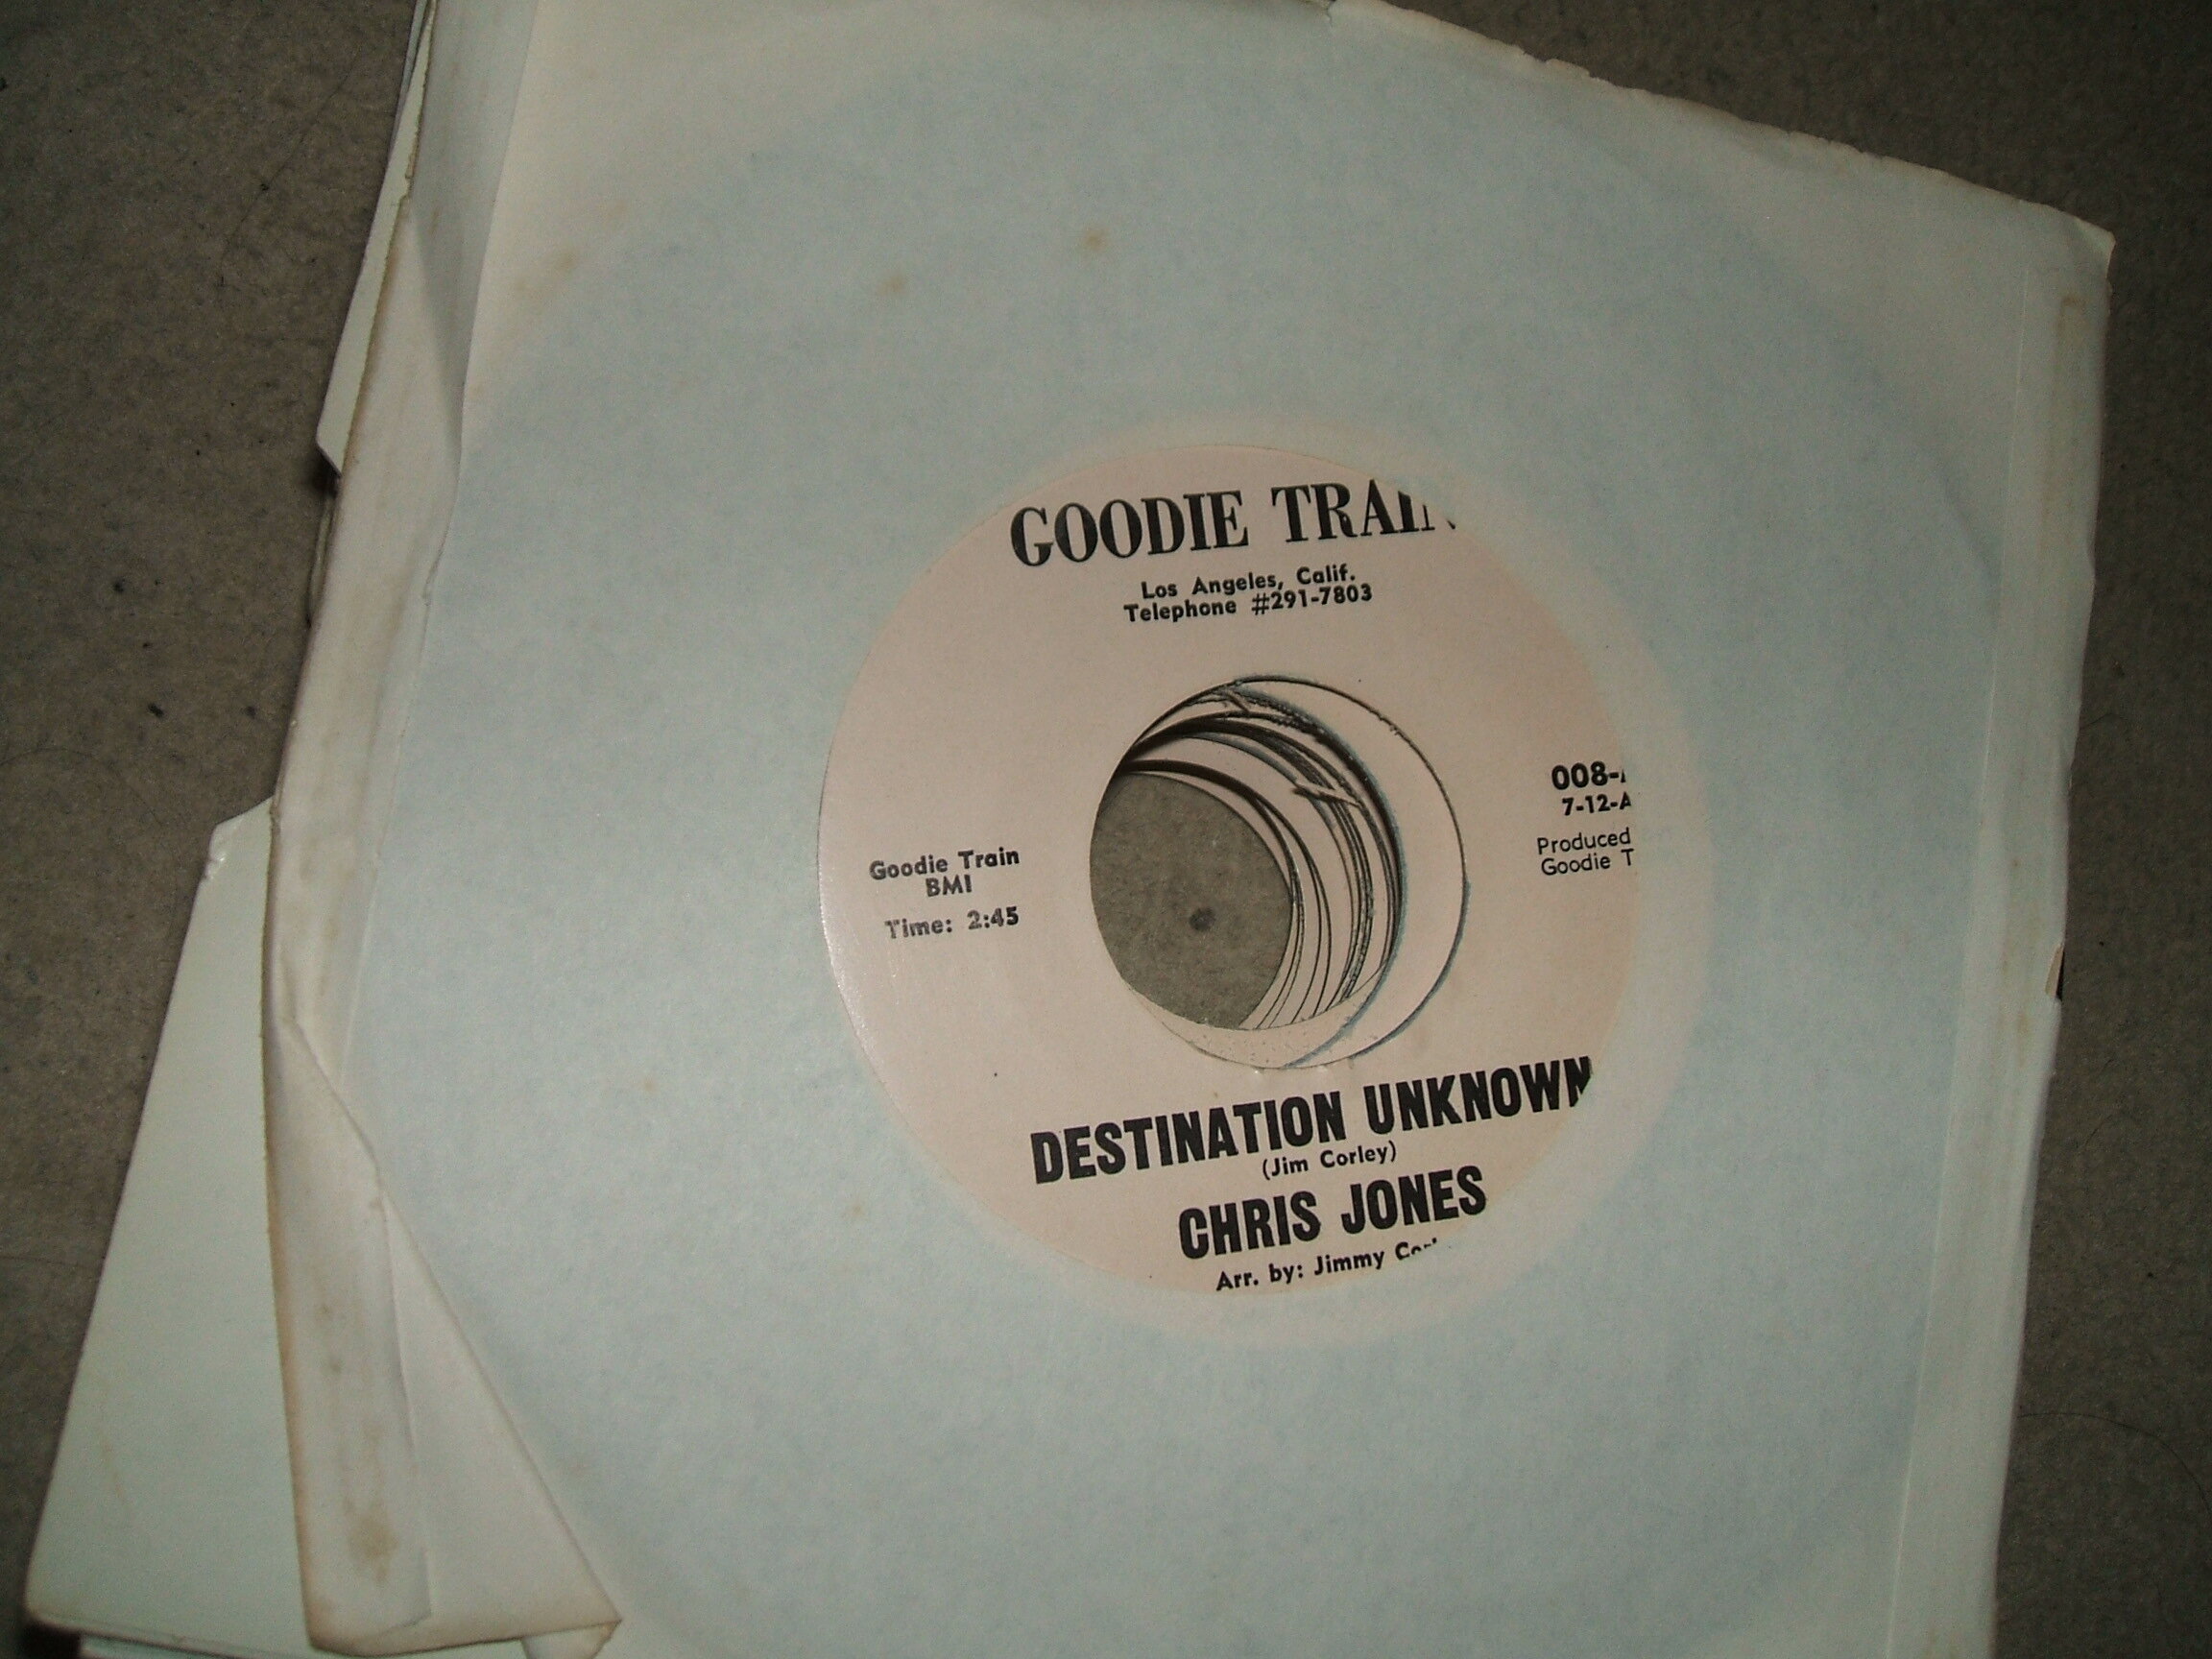 GOODIE TRAIN
Los Angeles, Calif.
Telephone #291-7803
008-
7-12-A
Produced
Goodie T
Goodie Train
BMI
Time: 2:45
DESTINATION UNKNOWN
(Jim Corley)
CHRIS JONES
Arr. by: Jimmy